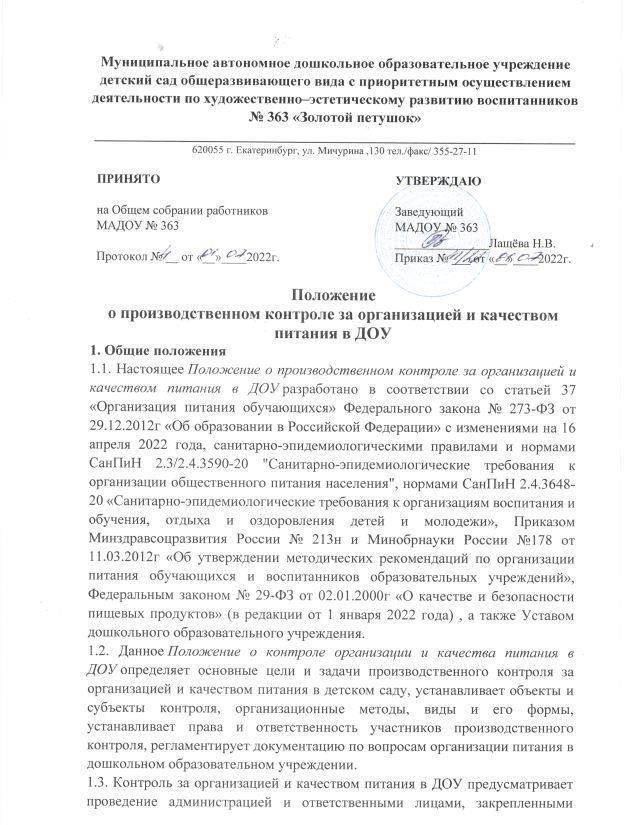 Муниципальное автономное дошкольное образовательное учреждение
детский сад общеразвивающего вида с приоритетным осуществлением
деятельности по художественно–эстетическому развитию воспитанников
№ 363 «Золотой петушок»
620055 г. Екатеринбург, ул. Мичурина ,130 тел./факс/ 355-27-11
ПРИНЯТО
на Общем собрании работников
МАДОУ № 363
Протокол № от « » 2022г.
УТВЕРЖДАЮ
Заведующий
МАДОУ № 363
Лащёва Н.В.
Приказ № от « » 2022г.
Положение
о производственном контроле за организацией и качеством
питания в ДОУ
1. Общие положения
1.1. Настоящее Положение о производственном контроле за организацией и
качеством питания в ДОУ разработано в соответствии со статьей 37
«Организация питания обучающихся» Федерального закона № 273-ФЗ от
29.12.2012г «Об образовании в Российской Федерации» с изменениями на 16
апреля 2022 года, санитарно-эпидемиологическими правилами и нормами
СанПиН 2.3/2.4.3590-20 "Санитарно-эпидемиологические требования к
организации общественного питания населения", нормами СанПиН 2.4.3648-
20 «Санитарно-эпидемиологические требования к организациям воспитания и
обучения, отдыха и оздоровления детей и молодежи», Приказом
Минздравсоцразвития России № 213н и Минобрнауки России №178 от
11.03.2012г «Об утверждении методических рекомендаций по организации
питания обучающихся и воспитанников образовательных учреждений»,
Федеральным законом № 29-ФЗ от 02.01.2000г «О качестве и безопасности
пищевых продуктов» (в редакции от 1 января 2022 года) , а также Уставом
дошкольного образовательного учреждения.
1.2. Данное Положение о контроле организации и качества питания в
ДОУ определяет основные цели и задачи производственного контроля за
организацией и качеством питания в детском саду, устанавливает объекты и
субъекты контроля, организационные методы, виды и его формы,
устанавливает права и ответственность участников производственного
контроля, регламентирует документацию по вопросам организации питания в
дошкольном образовательном учреждении.
1.3. Контроль за организацией и качеством питания в ДОУ предусматривает
проведение администрацией и ответственными лицами, закрепленными